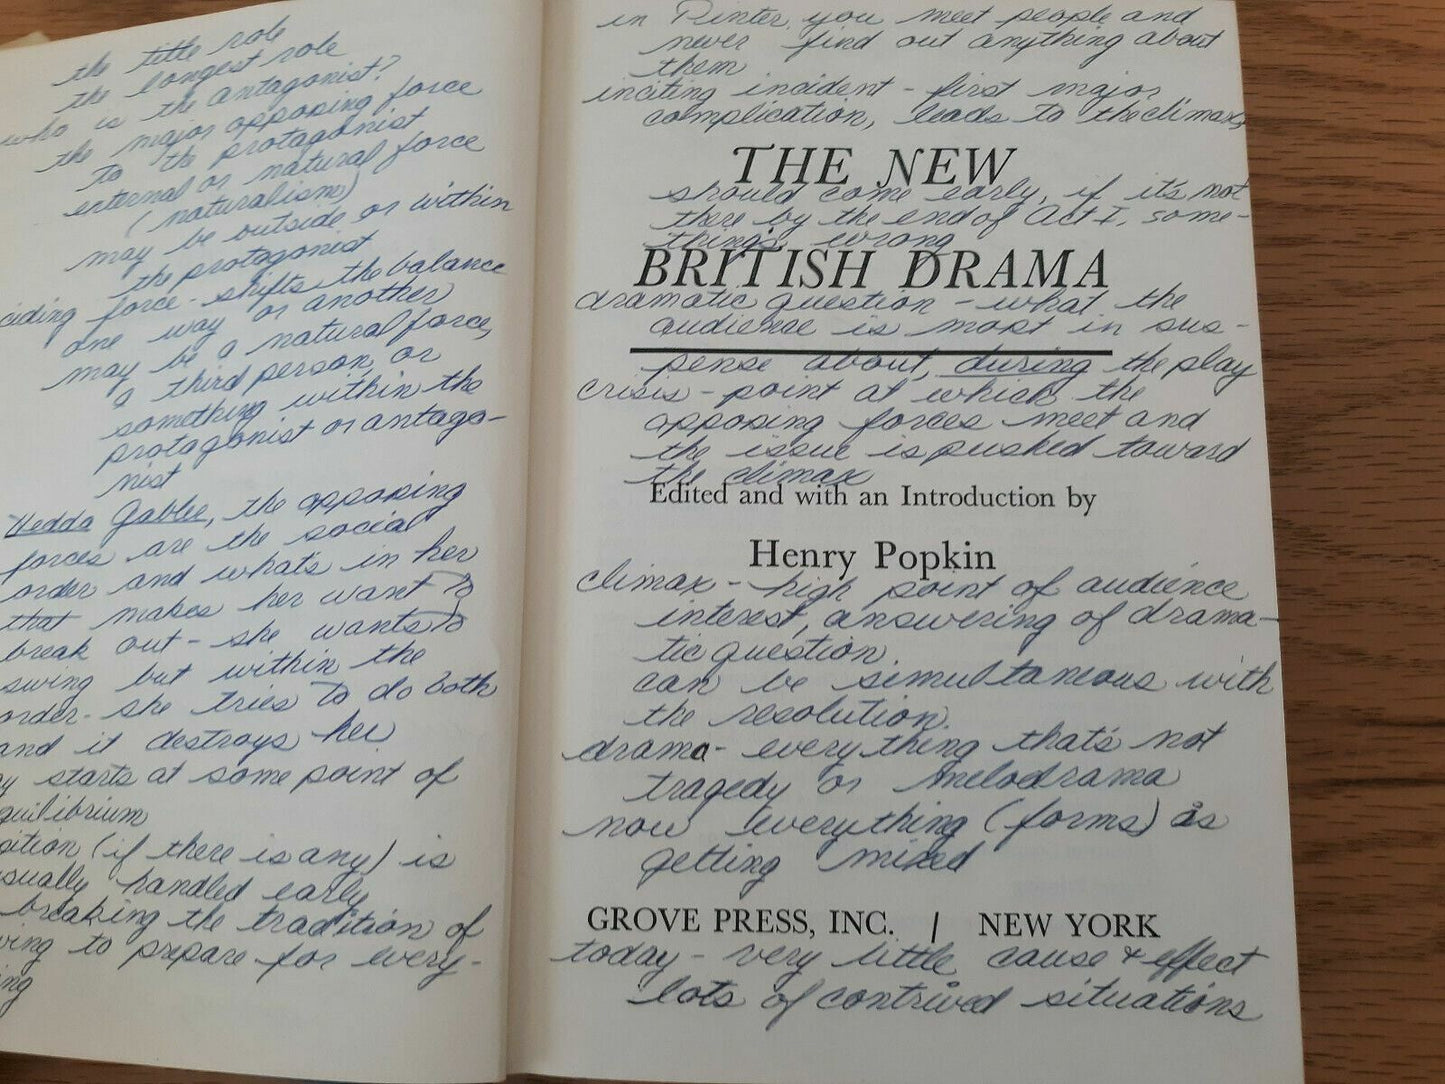 the title role
the longest role
who is the antagonist?
the major opposing force
to the protagonist
external or natural force
(naturalism)
may be outside or within
the protagonist
ciding force - shifts the balance
one way or another
may be a natural force,
a third person, or
something within the
protagonist or antago-
nist
Hedda Gabler, the opposing
forces are the social
order and what's in her
that makes her want to
break out - she wants to
swing but within the
order - she tries to do both
and it destroys her
y starts at some point of
quilibrium
sition (if there is any) is
sually handled early
breaking the tradition of
ving to prepare for every-
ng
in Pinter you meet people and
never find out anything about
them
inciting incident - first major
complication, leads to the climax,
THE NEW
should come early, if it's not
there by the end of Act I, some-
thing's wrong
BRITISH DRAMA
dramatic question - what the
audience is most in sus-
pense about, during the play
crisis - point at which the
opposing forces meet and
the issue is pushed toward
the climax
Edited and with an Introduction by
Henry Popkin
climax - high point of audience
interest, answering of drama-
tic question.
can be simultaneous with
the resolution.
drama - everything that's not
tragedy or melodrama
now everything (forms) is
getting mixed
GROVE PRESS, INC. / NEW YORK
today - very little cause & effect
lots of contrived situations